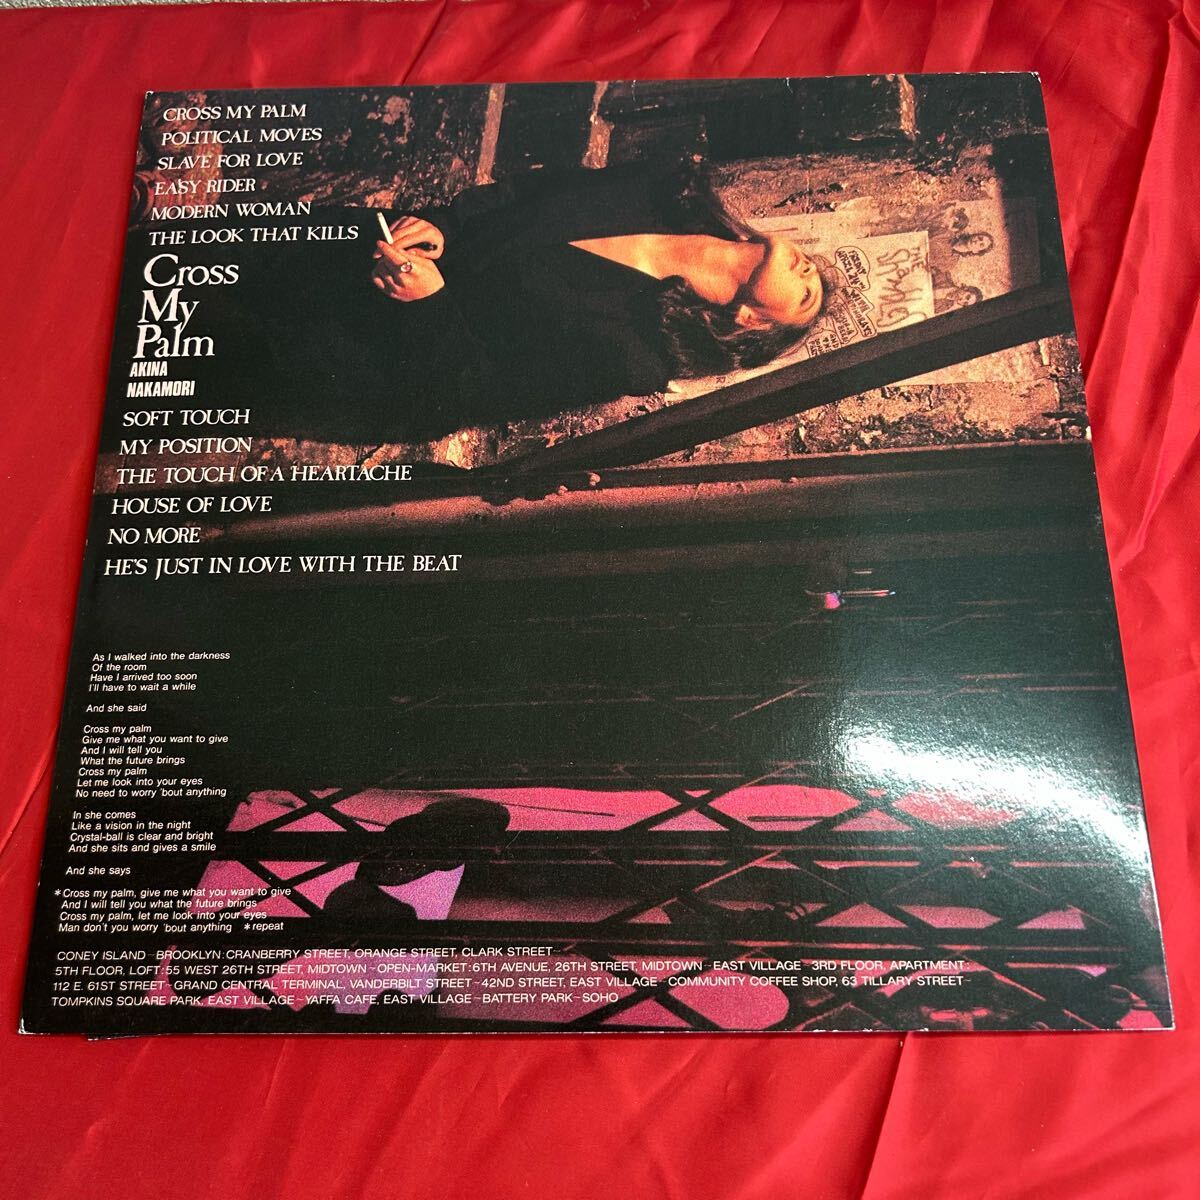 CROSS MY PALM
POLITICAL MOVES
SLAVE FOR LOVE
EASY RIDER
MODERN WOMAN
THE LOOK THAT KILLS
Cross
My
Palm
AKINA
NAKAMORI
SOFT TOUCH
MY POSITION
THE TOUCH OF A HEARTACHE
HOUSE OF LOVE
NO MORE
HE'S JUST IN LOVE WITH THE BEAT
As I walked into the darkness
Of the room
Have I arrived too soon
I'll have to wait a while
And she said
Cross my palm
Give me what you want to give
And I will tell you
What the future brings
Cross my palm
Let me look into your eyes
No need to worry 'bout anything
In she comes
Like a vision in the night
Crystal-ball is clear and bright
And she sits and gives a smile
And she says
*Cross my palm, give me what you want to give
And I will tell you what the future brings
Cross my palm, let me look into your eyes
Man don't you worry 'bout anything *repeat
CONEY ISLAND~BROOKLYN:CRANBERRY STREET, ORANGE STREET, CLARK STREET~
5TH FLOOR, LOFT:55 WEST 26TH STREET, MIDTOWN~OPEN-MARKET:6TH AVENUE, 26TH STREET, MIDTOWN~EAST VILLAGE~3RD FLOOR, APARTMENT:
112 E. 61ST STREET~GRAND CENTRAL TERMINAL, VANDERBILT STREET~42ND STREET, EAST VILLAGE~COMMUNITY COFFEE SHOP, 63 TILLARY STREET~
TOMPKINS SQUARE PARK, EAST VILLAGE~YAFFA CAFE, EAST VILLAGE~BATTERY PARK~SOHO